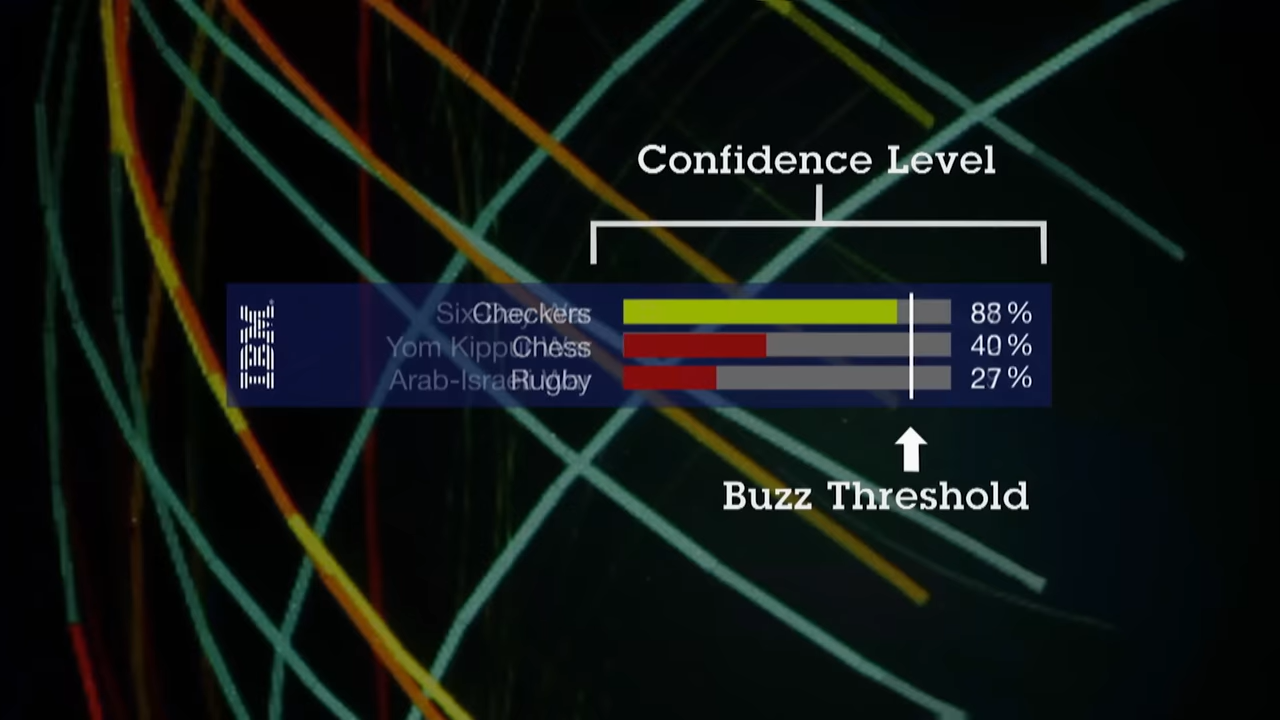 Confidence Level
IBM
Checkers 88%
Chess 40%
Rugby 27%
Buzz Threshold